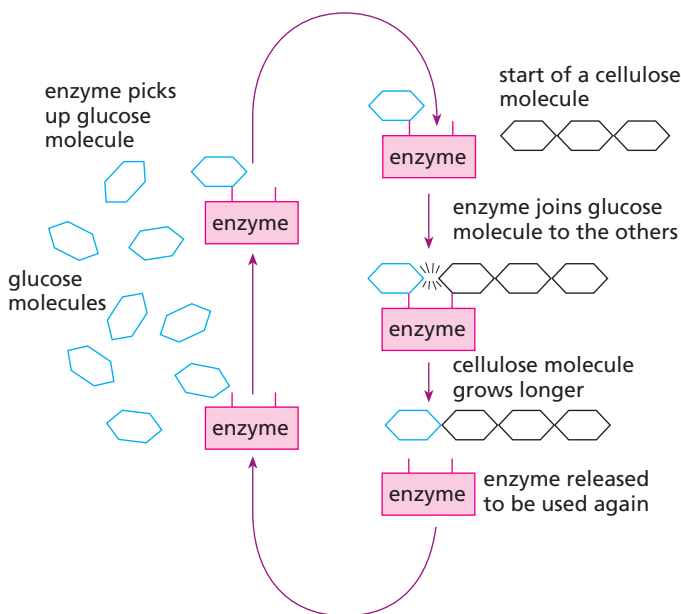 enzyme picks
up glucose
molecule
enzyme
glucose
molecules
enzyme
start of a cellulose
molecule
enzyme
enzyme joins glucose
molecule to the others
enzyme
cellulose molecule
grows longer
enzyme
enzyme released
to be used again